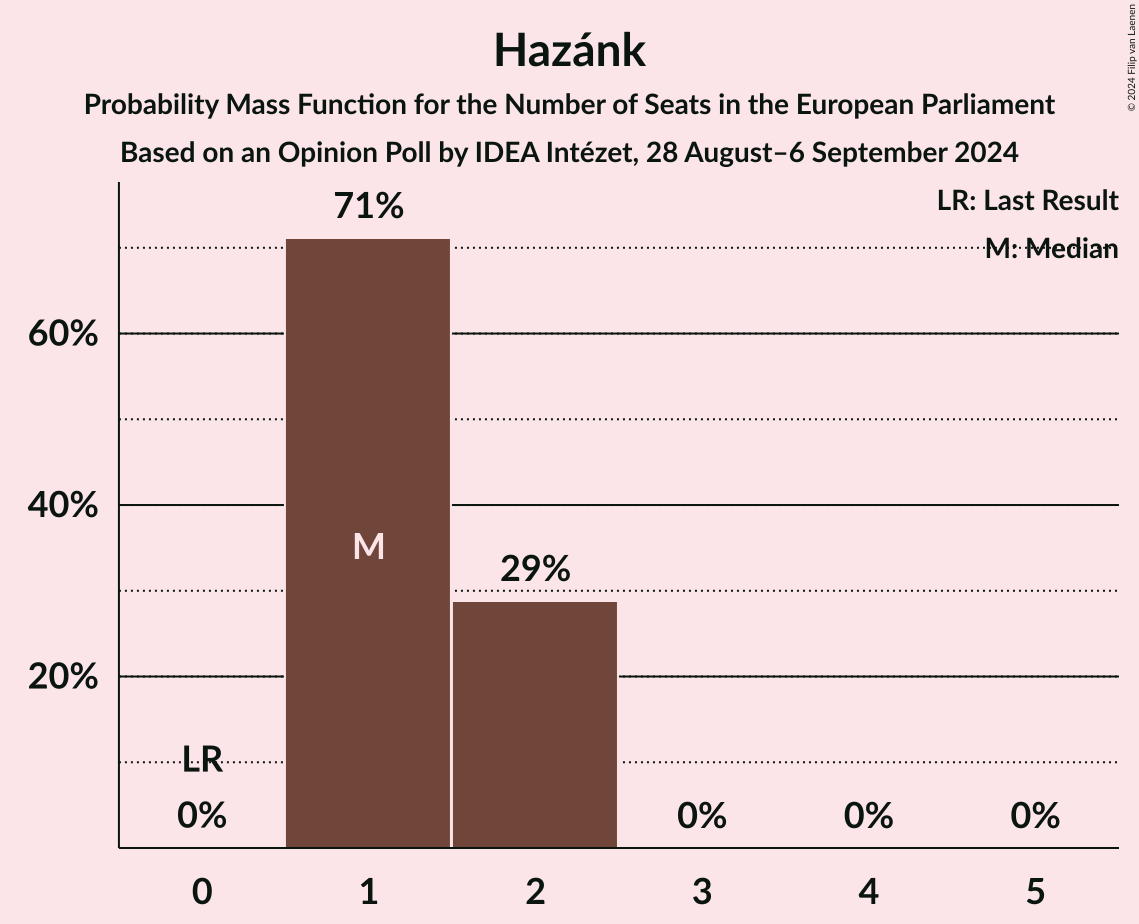 Hazánk
Probability Mass Function for the Number of Seats in the European Parliament
Based on an Opinion Poll by IDEA Intézet, 28 August–6 September 2024
© 2024 Filip van Laenen
LR: Last Result
M: Median
71%
60%
40%
M
29%
20%
LR
0%
0%
0%
0%
0
1
2
3
4
5